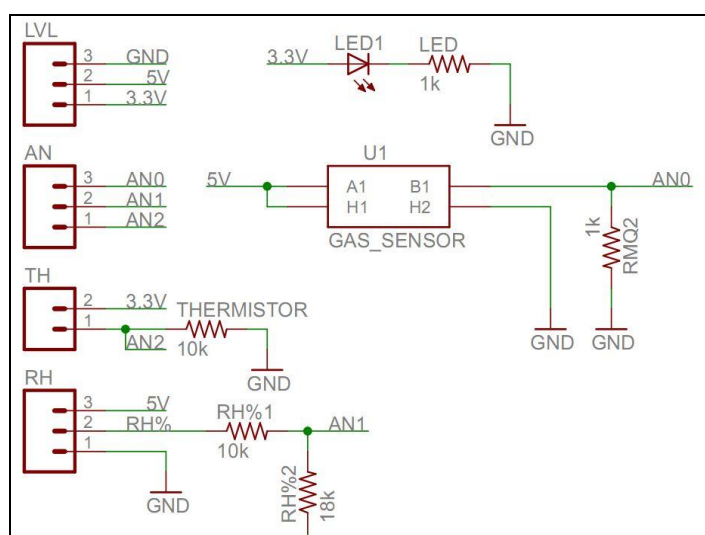 LVL
3 GND
2 5V
1 3.3V
3.3V LED1 LED
1k
GND
AN
3 AN0
2 AN1
1 AN2
U1
5V A1 B1 AN0
H1 H2
GAS_SENSOR
1k RMQ2
GND GND
TH
2 3.3V
1 THERMISTOR
AN2 10k
GND
RH
3 5V
2 RH% RH%1 AN1
1 10k
GND
RH%2 18k